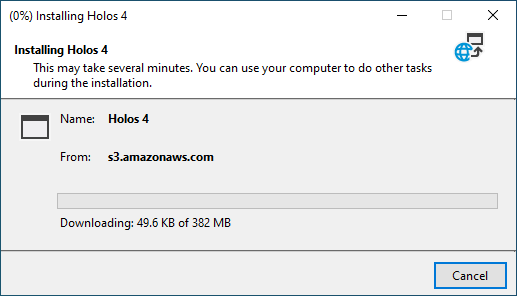 (0%) Installing Holos 4
Installing Holos 4
This may take several minutes. You can use your computer to do other tasks
during the installation.
Name: Holos 4
From: s3.amazonaws.com
Downloading: 49.6 KB of 382 MB
Cancel